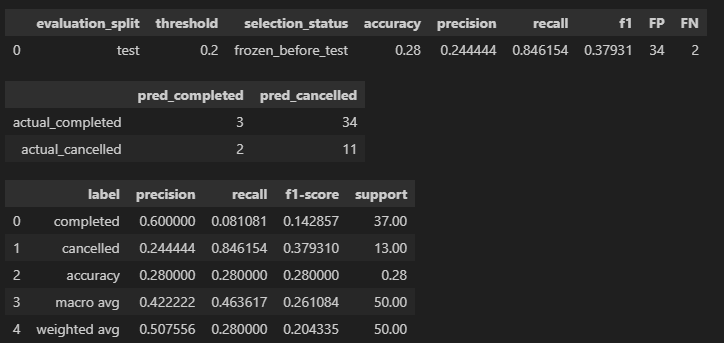 evaluation_split threshold selection_status accuracy precision recall f1 FP FN
0 test 0.2 frozen_before_test 0.28 0.244444 0.846154 0.37931 34 2
pred_completed pred_cancelled
actual_completed 3 34
actual_cancelled 2 11
label precision recall f1-score support
0 completed 0.600000 0.081081 0.142857 37.00
1 cancelled 0.244444 0.846154 0.379310 13.00
2 accuracy 0.280000 0.280000 0.280000 0.28
3 macro avg 0.422222 0.463617 0.261084 50.00
4 weighted avg 0.507556 0.280000 0.204335 50.00